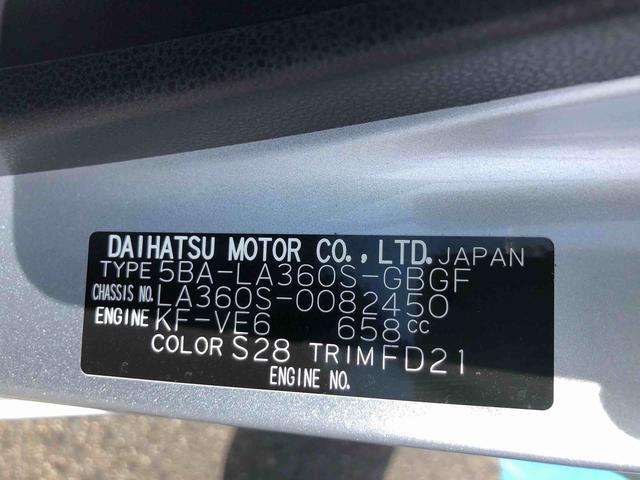 DAIHATSU MOTOR CO., LTD. JAPAN
TYPE 5BA-LA360S-GBGF
CHASSIS NO. LA360S-0082450
ENGINE KF-VE6 658cc
COLOR S28 TRIM FD21
ENGINE NO.